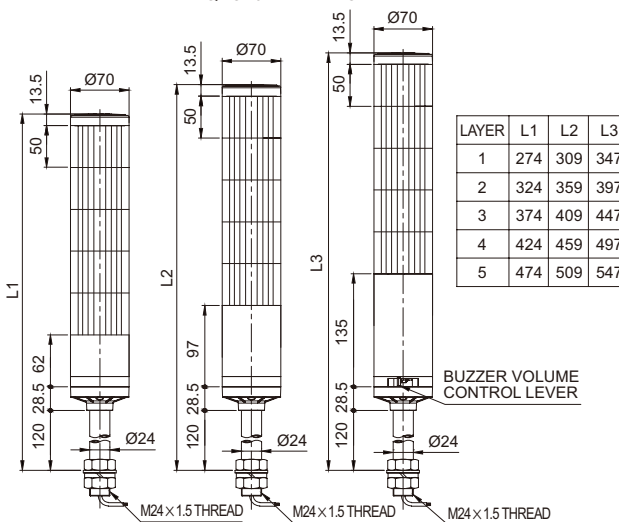 13.5
Ø70
50
L1
62
28.5
120
Ø24
M24×1.5 THREAD
13.5
Ø70
50
L2
97
28.5
120
Ø24
M24×1.5 THREAD
13.5
Ø70
50
L3
135
28.5
120
Ø24
M24×1.5 THREAD
BUZZER VOLUME
CONTROL LEVER
LAYER L1 L2 L3
1 274 309 347
2 324 359 397
3 374 409 447
4 424 459 497
5 474 509 547